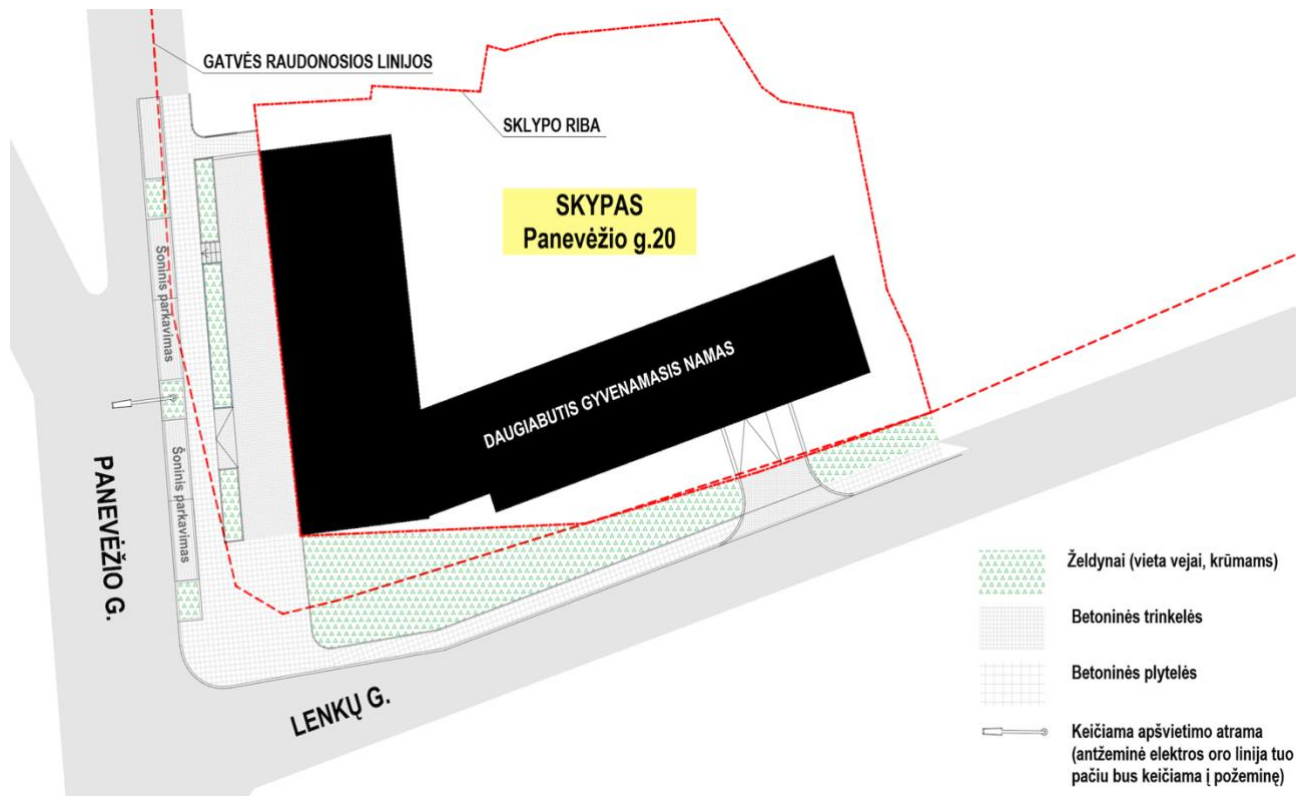 GATVĖS RAUDONOSIOS LINIJOS
SKLYPO RIBA
SKYPAS
Panevėžio g.20
Šoninis parkavimas
DAUGIABUTIS GYVENAMASIS NAMAS
Šoninis parkavimas
PANEVĖŽIO G.
LENKŲ G.
Želdynai (vieta vejai, krūmams)
Betoninės trinkelės
Betoninės plytelės
Keičiama apšvietimo atrama
(antžeminė elektros oro linija tuo
pačiu bus keičiama į požeminę)